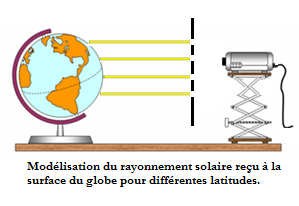 Modélisation du rayonnement solaire reçu à la
surface du globe pour différentes latitudes.